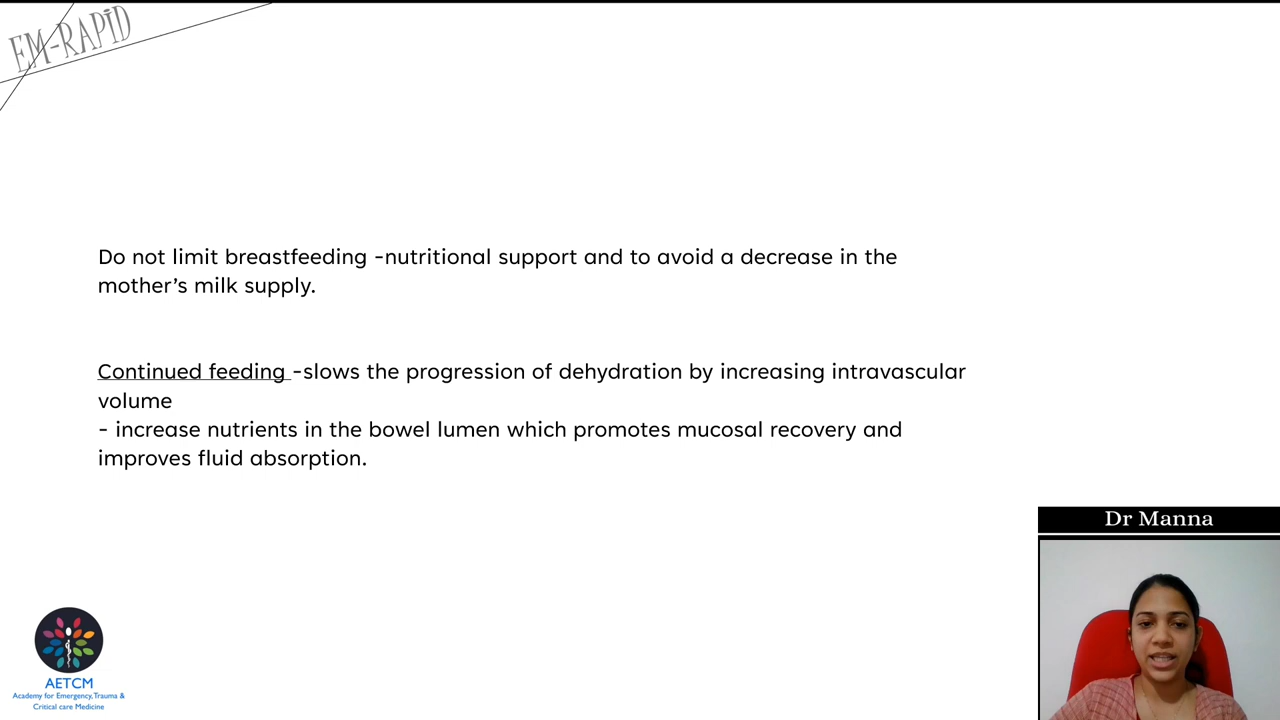 EM-RAPID
Do not limit breastfeeding -nutritional support and to avoid a decrease in the
mother’s milk supply.
Continued feeding -slows the progression of dehydration by increasing intravascular
volume
- increase nutrients in the bowel lumen which promotes mucosal recovery and
improves fluid absorption.
Dr Manna
AETCM
Academy for Emergency, Trauma &
Critical care Medicine